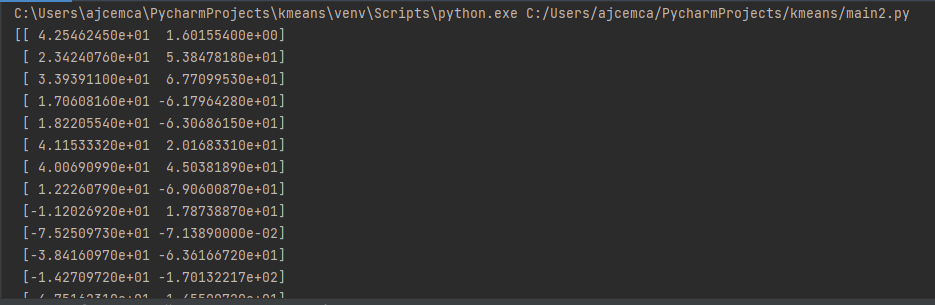 C:\Users\ajcemca\PycharmProjects\kmeans\venv\Scripts\python.exe C:/Users/ajcemca/PycharmProjects/kmeans/main2.py
[[ 4.25462450e+01  1.60155400e+00]
 [ 2.34240760e+01  5.38478180e+01]
 [ 3.39391100e+01  6.77099530e+01]
 [ 1.70608160e+01 -6.17964280e+01]
 [ 1.82205540e+01 -6.30686150e+01]
 [ 4.11533320e+01  2.01683310e+01]
 [ 4.00690990e+01  4.50381890e+01]
 [ 1.22260790e+01 -6.90600870e+01]
 [-1.12026920e+01  1.78738870e+01]
 [-7.52509730e+01 -7.13890000e-02]
 [-3.84160970e+01 -6.36166720e+01]
 [-1.42709720e+01 -1.70132217e+02]